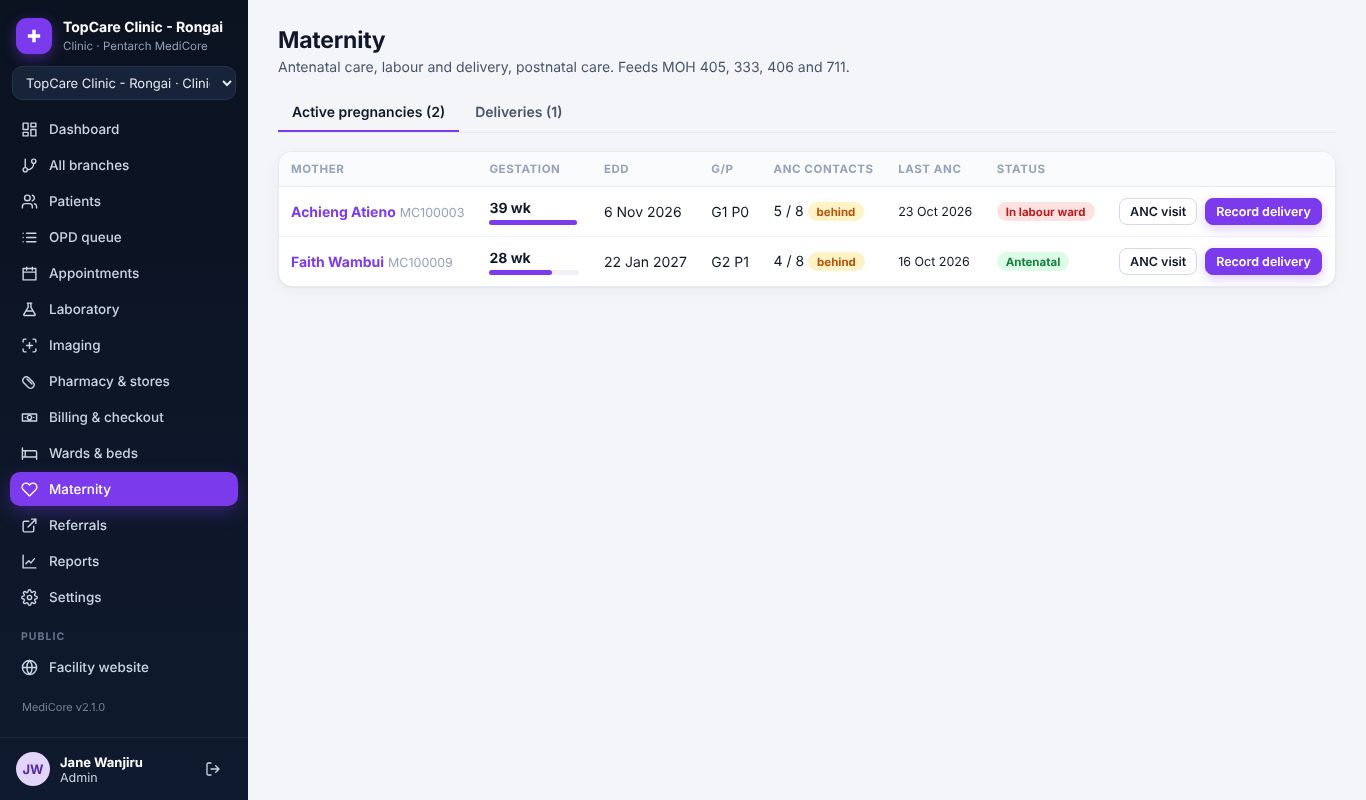 TopCare Clinic - Rongai
Clinic · Pentarch MediCore
TopCare Clinic - Rongai · Clini
Dashboard
All branches
Patients
OPD queue
Appointments
Laboratory
Imaging
Pharmacy & stores
Billing & checkout
Wards & beds
Maternity
Referrals
Reports
Settings
PUBLIC
Facility website
MediCore v2.1.0
JW
Jane Wanjiru
Admin
Maternity
Antenatal care, labour and delivery, postnatal care. Feeds MOH 405, 333, 406 and 711.
Active pregnancies (2) Deliveries (1)
MOTHER GESTATION EDD G/P ANC CONTACTS LAST ANC STATUS
Achieng Atieno MC100003 39 wk 6 Nov 2026 G1 P0 5 / 8 behind 23 Oct 2026 In labour ward ANC visit Record delivery
Faith Wambui MC100009 28 wk 22 Jan 2027 G2 P1 4 / 8 behind 16 Oct 2026 Antenatal ANC visit Record delivery